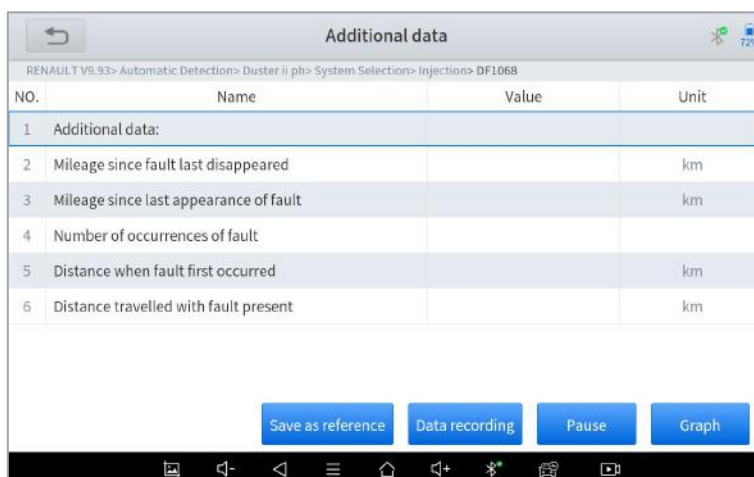 Additional data
72%
RENAULT V9.93> Automatic Detection> Duster ii ph> System Selection> Injection> DF1068
NO. Name Value Unit
1 Additional data:
2 Mileage since fault last disappeared km
3 Mileage since last appearance of fault km
4 Number of occurrences of fault
5 Distance when fault first occurred km
6 Distance travelled with fault present km
Save as reference Data recording Pause Graph